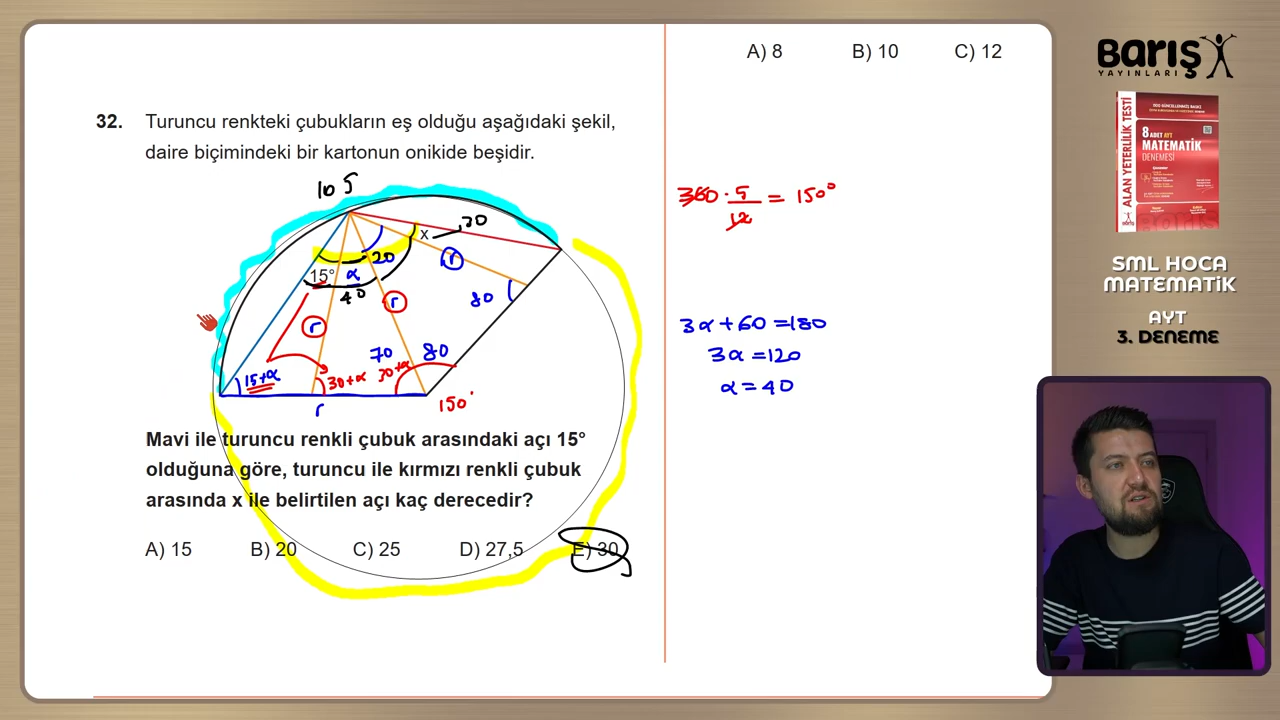 A) 8 B) 10 C) 12
32. Turuncu renkteki çubukların eş olduğu aşağıdaki şekil,
daire biçimindeki bir kartonun onikide beşidir.
105
x
30
20
r
15°
α
40
r
r
80
70
80
15+α
30+α
30+α
r
150°
Mavi ile turuncu renkli çubuk arasındaki açı 15°
olduğuna göre, turuncu ile kırmızı renkli çubuk
arasında x ile belirtilen açı kaç derecedir?
A) 15 B) 20 C) 25 D) 27,5 E) 30
360 · 5/12 = 150°
3α + 60 = 180
3α = 120
α = 40
BARIŞ
YAYINLARI
ALAN YETERLİLİK TESTİ
8 ADET AYT
MATEMATİK
DENEMESİ
BARIŞ
SML HOCA
MATEMATİK
AYT
3. DENEME